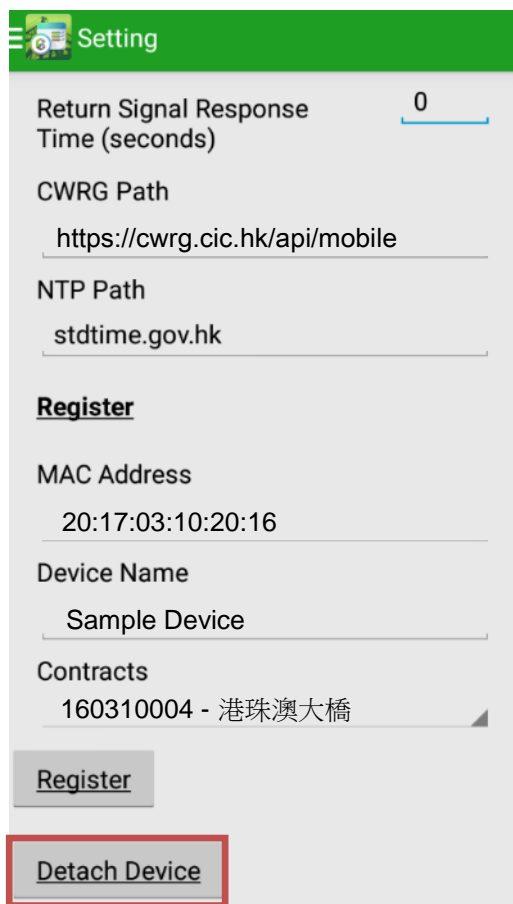 Setting
Return Signal Response 0
Time (seconds)
CWRG Path
https://cwrg.cic.hk/api/mobile
NTP Path
stdtime.gov.hk
Register
MAC Address
20:17:03:10:20:16
Device Name
Sample Device
Contracts
160310004 - 港珠澳大橋
Register
Detach Device